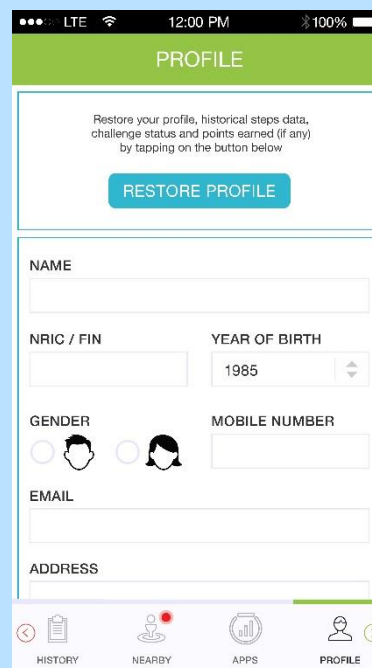 LTE 12:00 PM 100%
PROFILE
Restore your profile, historical steps data,
challenge status and points earned (if any)
by tapping on the button below
RESTORE PROFILE
NAME
NRIC / FIN YEAR OF BIRTH
1985
GENDER MOBILE NUMBER
EMAIL
ADDRESS
HISTORY NEARBY APPS PROFILE